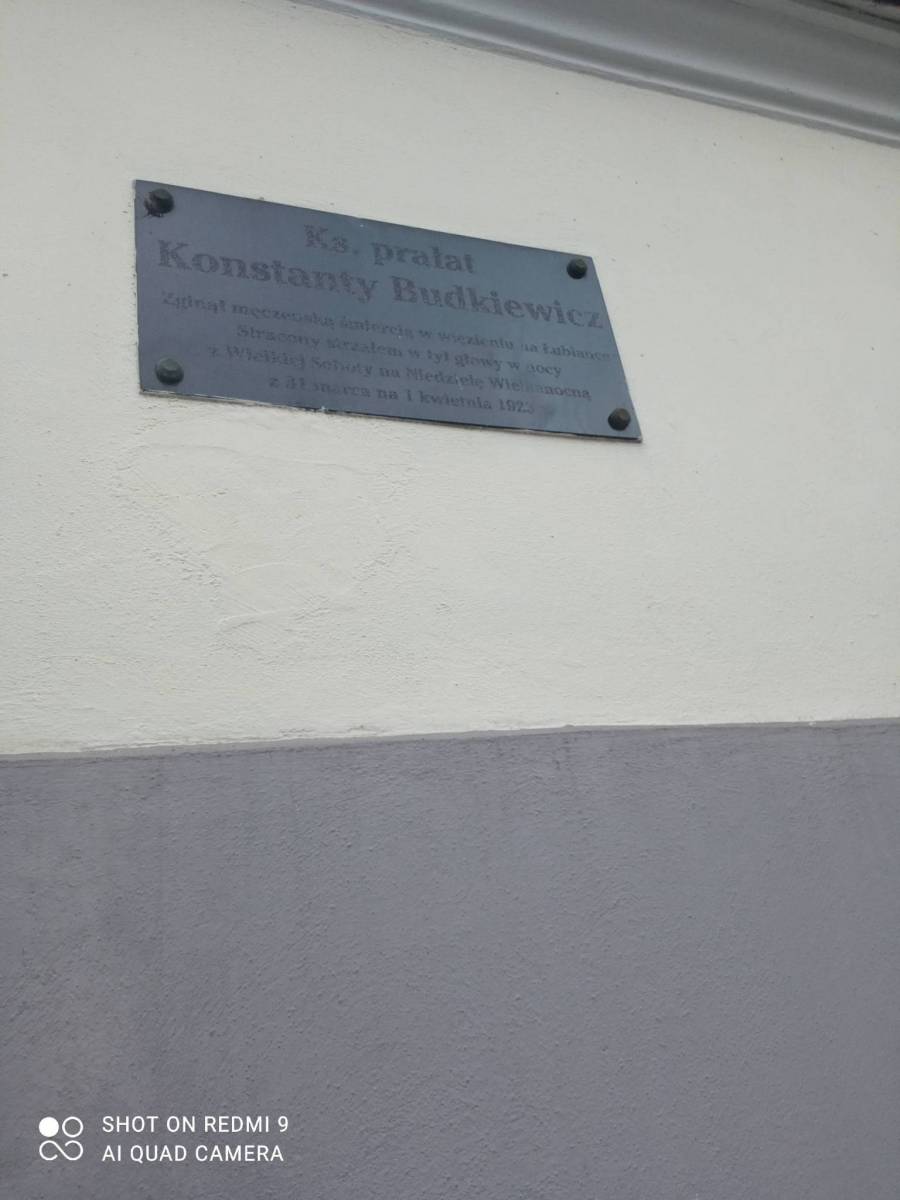 Ks. prałat
Konstanty Budkiewicz
Zginął męczeńską śmiercią w więzieniu na Łubiance
Stracony strzałem w tył głowy w nocy
z Wielkiej Soboty na Niedzielę Wielkanocną
z 31 marca na 1 kwietnia 1923
SHOT ON REDMI 9
AI QUAD CAMERA